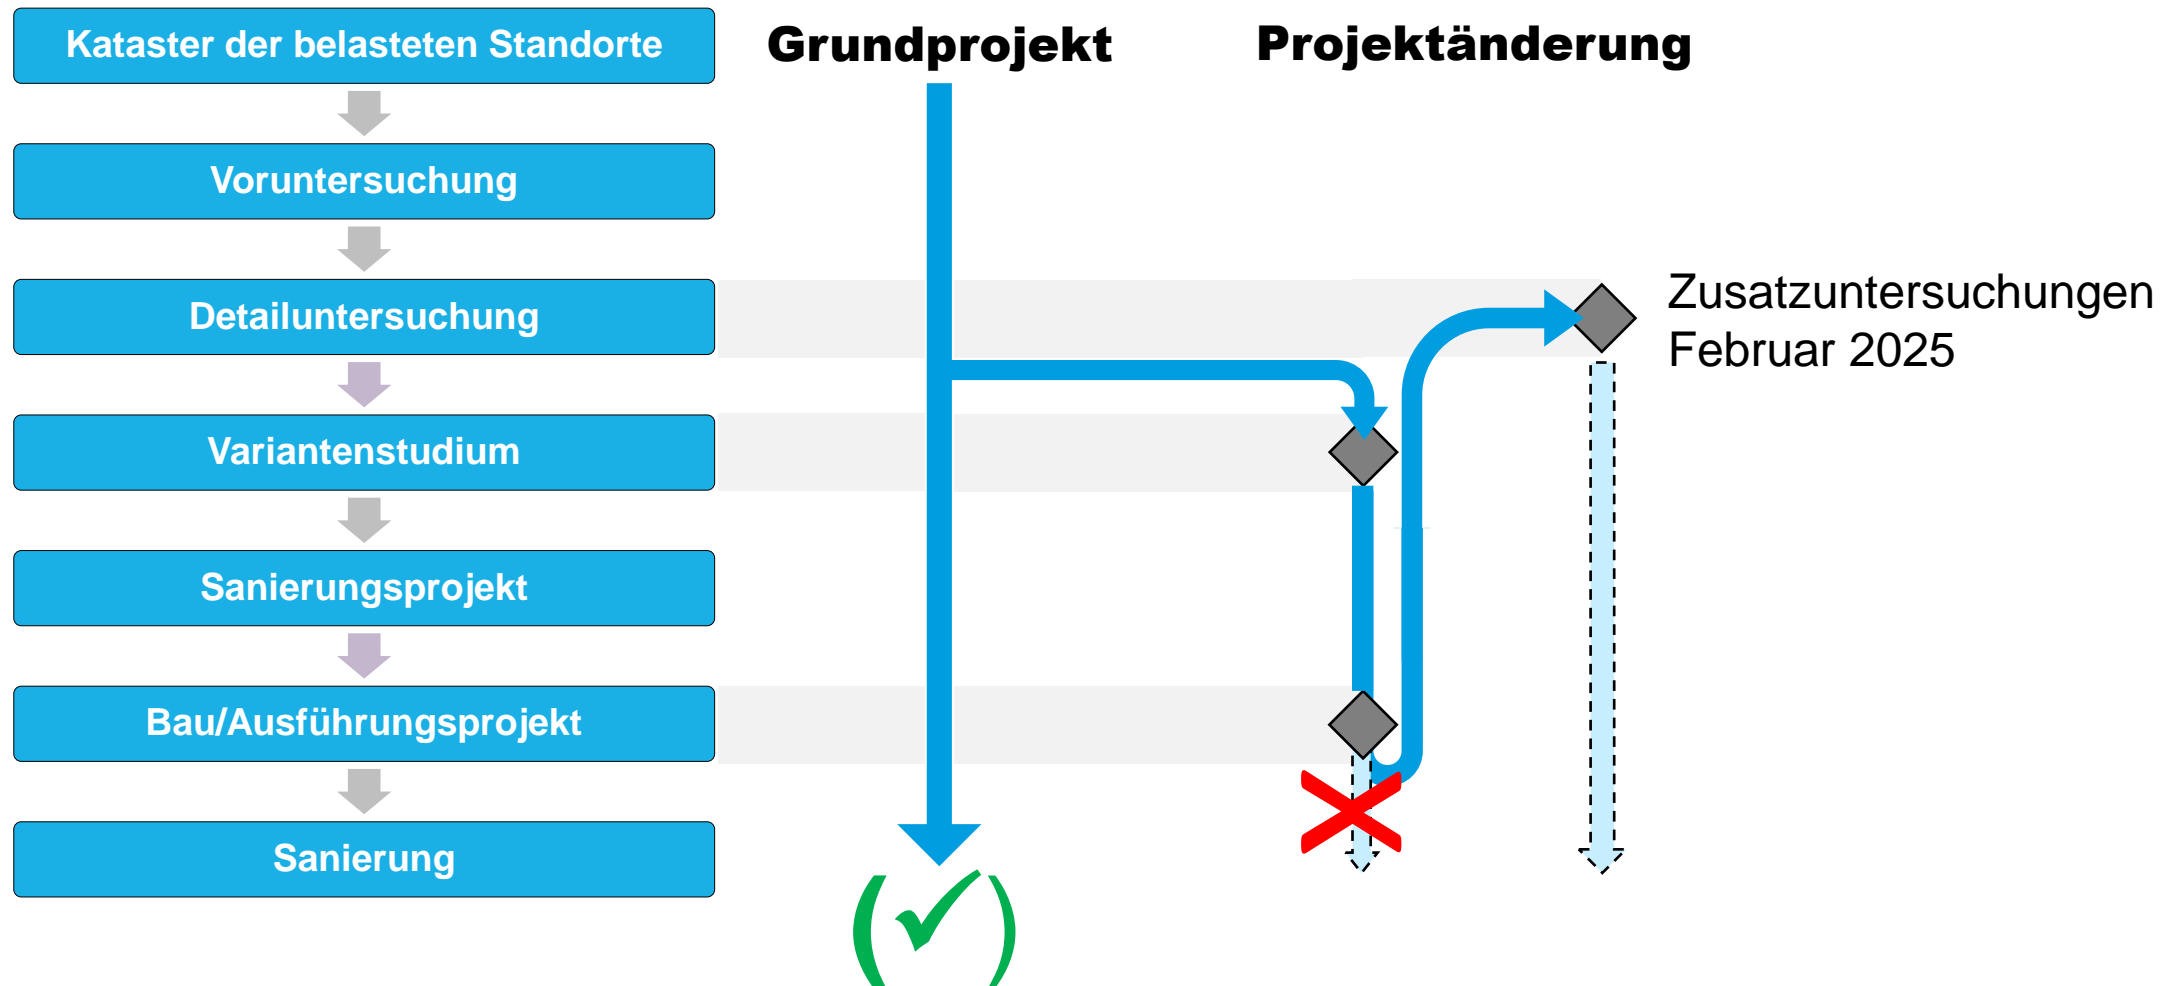 Kataster der belasteten Standorte
Grundprojekt
Projektänderung
Voruntersuchung
Detailuntersuchung
Zusatzuntersuchungen
Februar 2025
Variantenstudium
Sanierungsprojekt
Bau/Ausführungsprojekt
Sanierung
(✓)